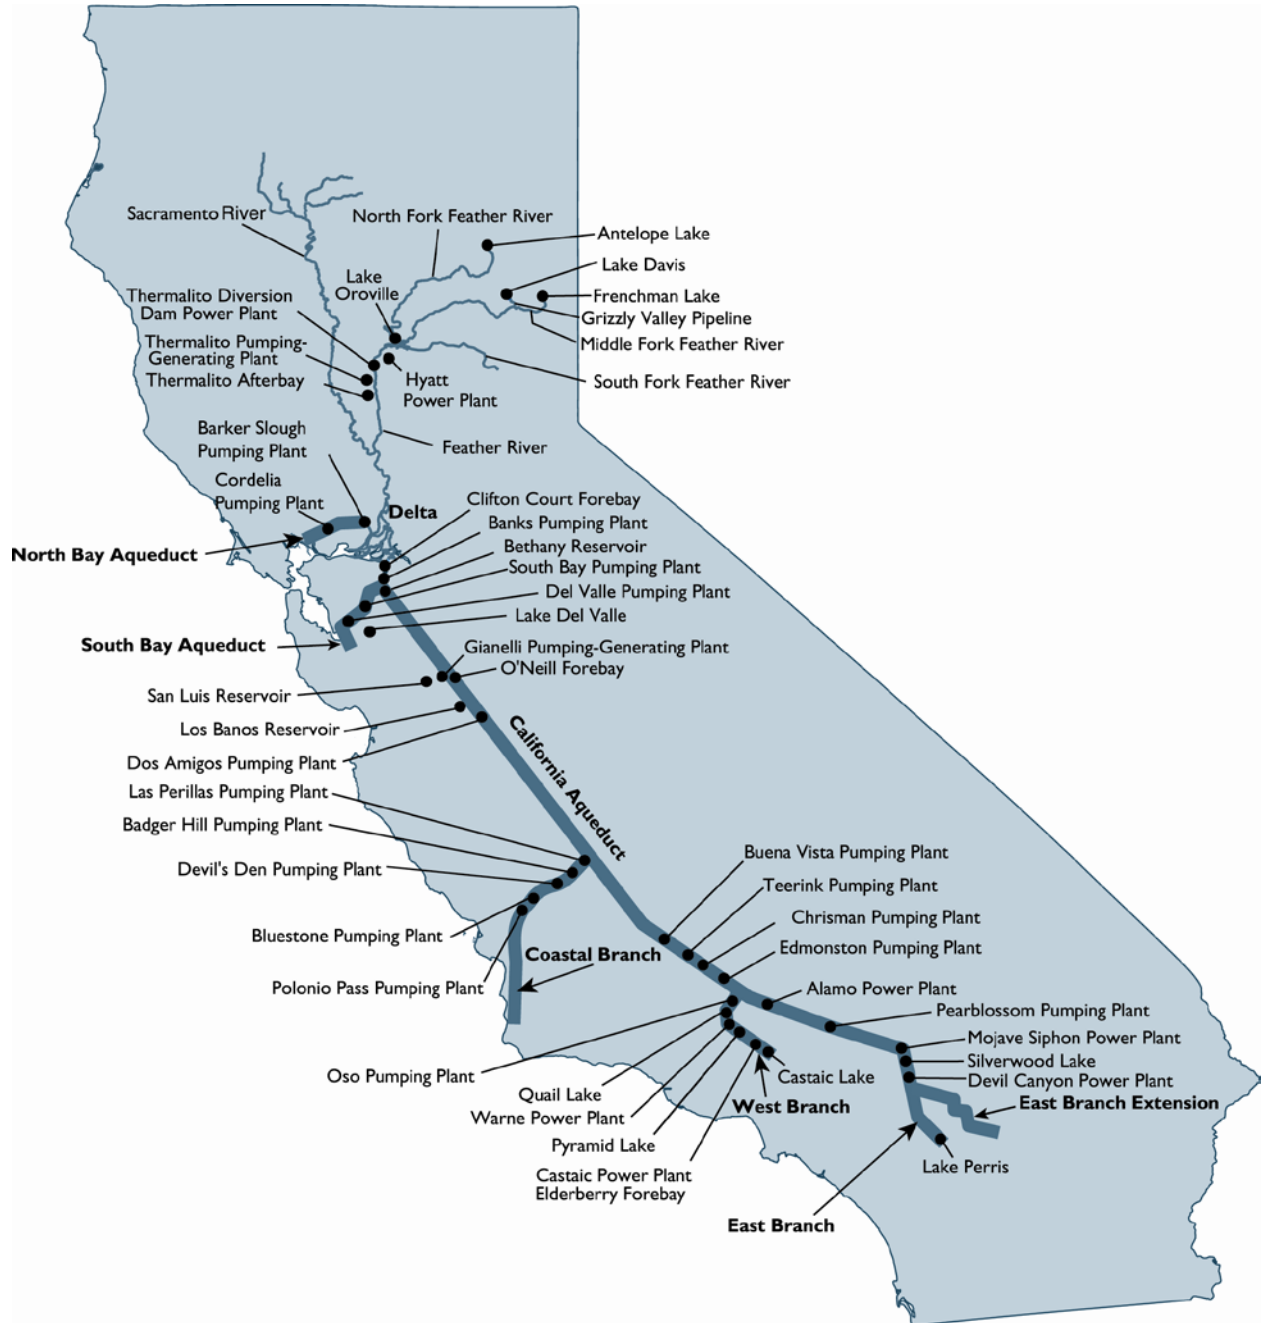 Sacramento River
North Fork Feather River
Antelope Lake
Lake Davis
Lake
Oroville
Frenchman Lake
Thermalito Diversion
Dam Power Plant
Grizzly Valley Pipeline
Thermalito Pumping-
Generating Plant
Middle Fork Feather River
Thermalito Afterbay
Hyatt
Power Plant
South Fork Feather River
Barker Slough
Pumping Plant
Feather River
Cordelia
Pumping Plant
Delta
Clifton Court Forebay
Banks Pumping Plant
North Bay Aqueduct
Bethany Reservoir
South Bay Pumping Plant
Del Valle Pumping Plant
Lake Del Valle
South Bay Aqueduct
Gianelli Pumping-Generating Plant
O'Neill Forebay
San Luis Reservoir
Los Banos Reservoir
California Aqueduct
Dos Amigos Pumping Plant
Las Perillas Pumping Plant
Badger Hill Pumping Plant
Devil's Den Pumping Plant
Buena Vista Pumping Plant
Teerink Pumping Plant
Chrisman Pumping Plant
Bluestone Pumping Plant
Edmonston Pumping Plant
Coastal Branch
Polonio Pass Pumping Plant
Alamo Power Plant
Pearblossom Pumping Plant
Mojave Siphon Power Plant
Silverwood Lake
Oso Pumping Plant
Castaic Lake
Devil Canyon Power Plant
Quail Lake
West Branch
East Branch Extension
Warne Power Plant
Pyramid Lake
Lake Perris
Castaic Power Plant
Elderberry Forebay
East Branch